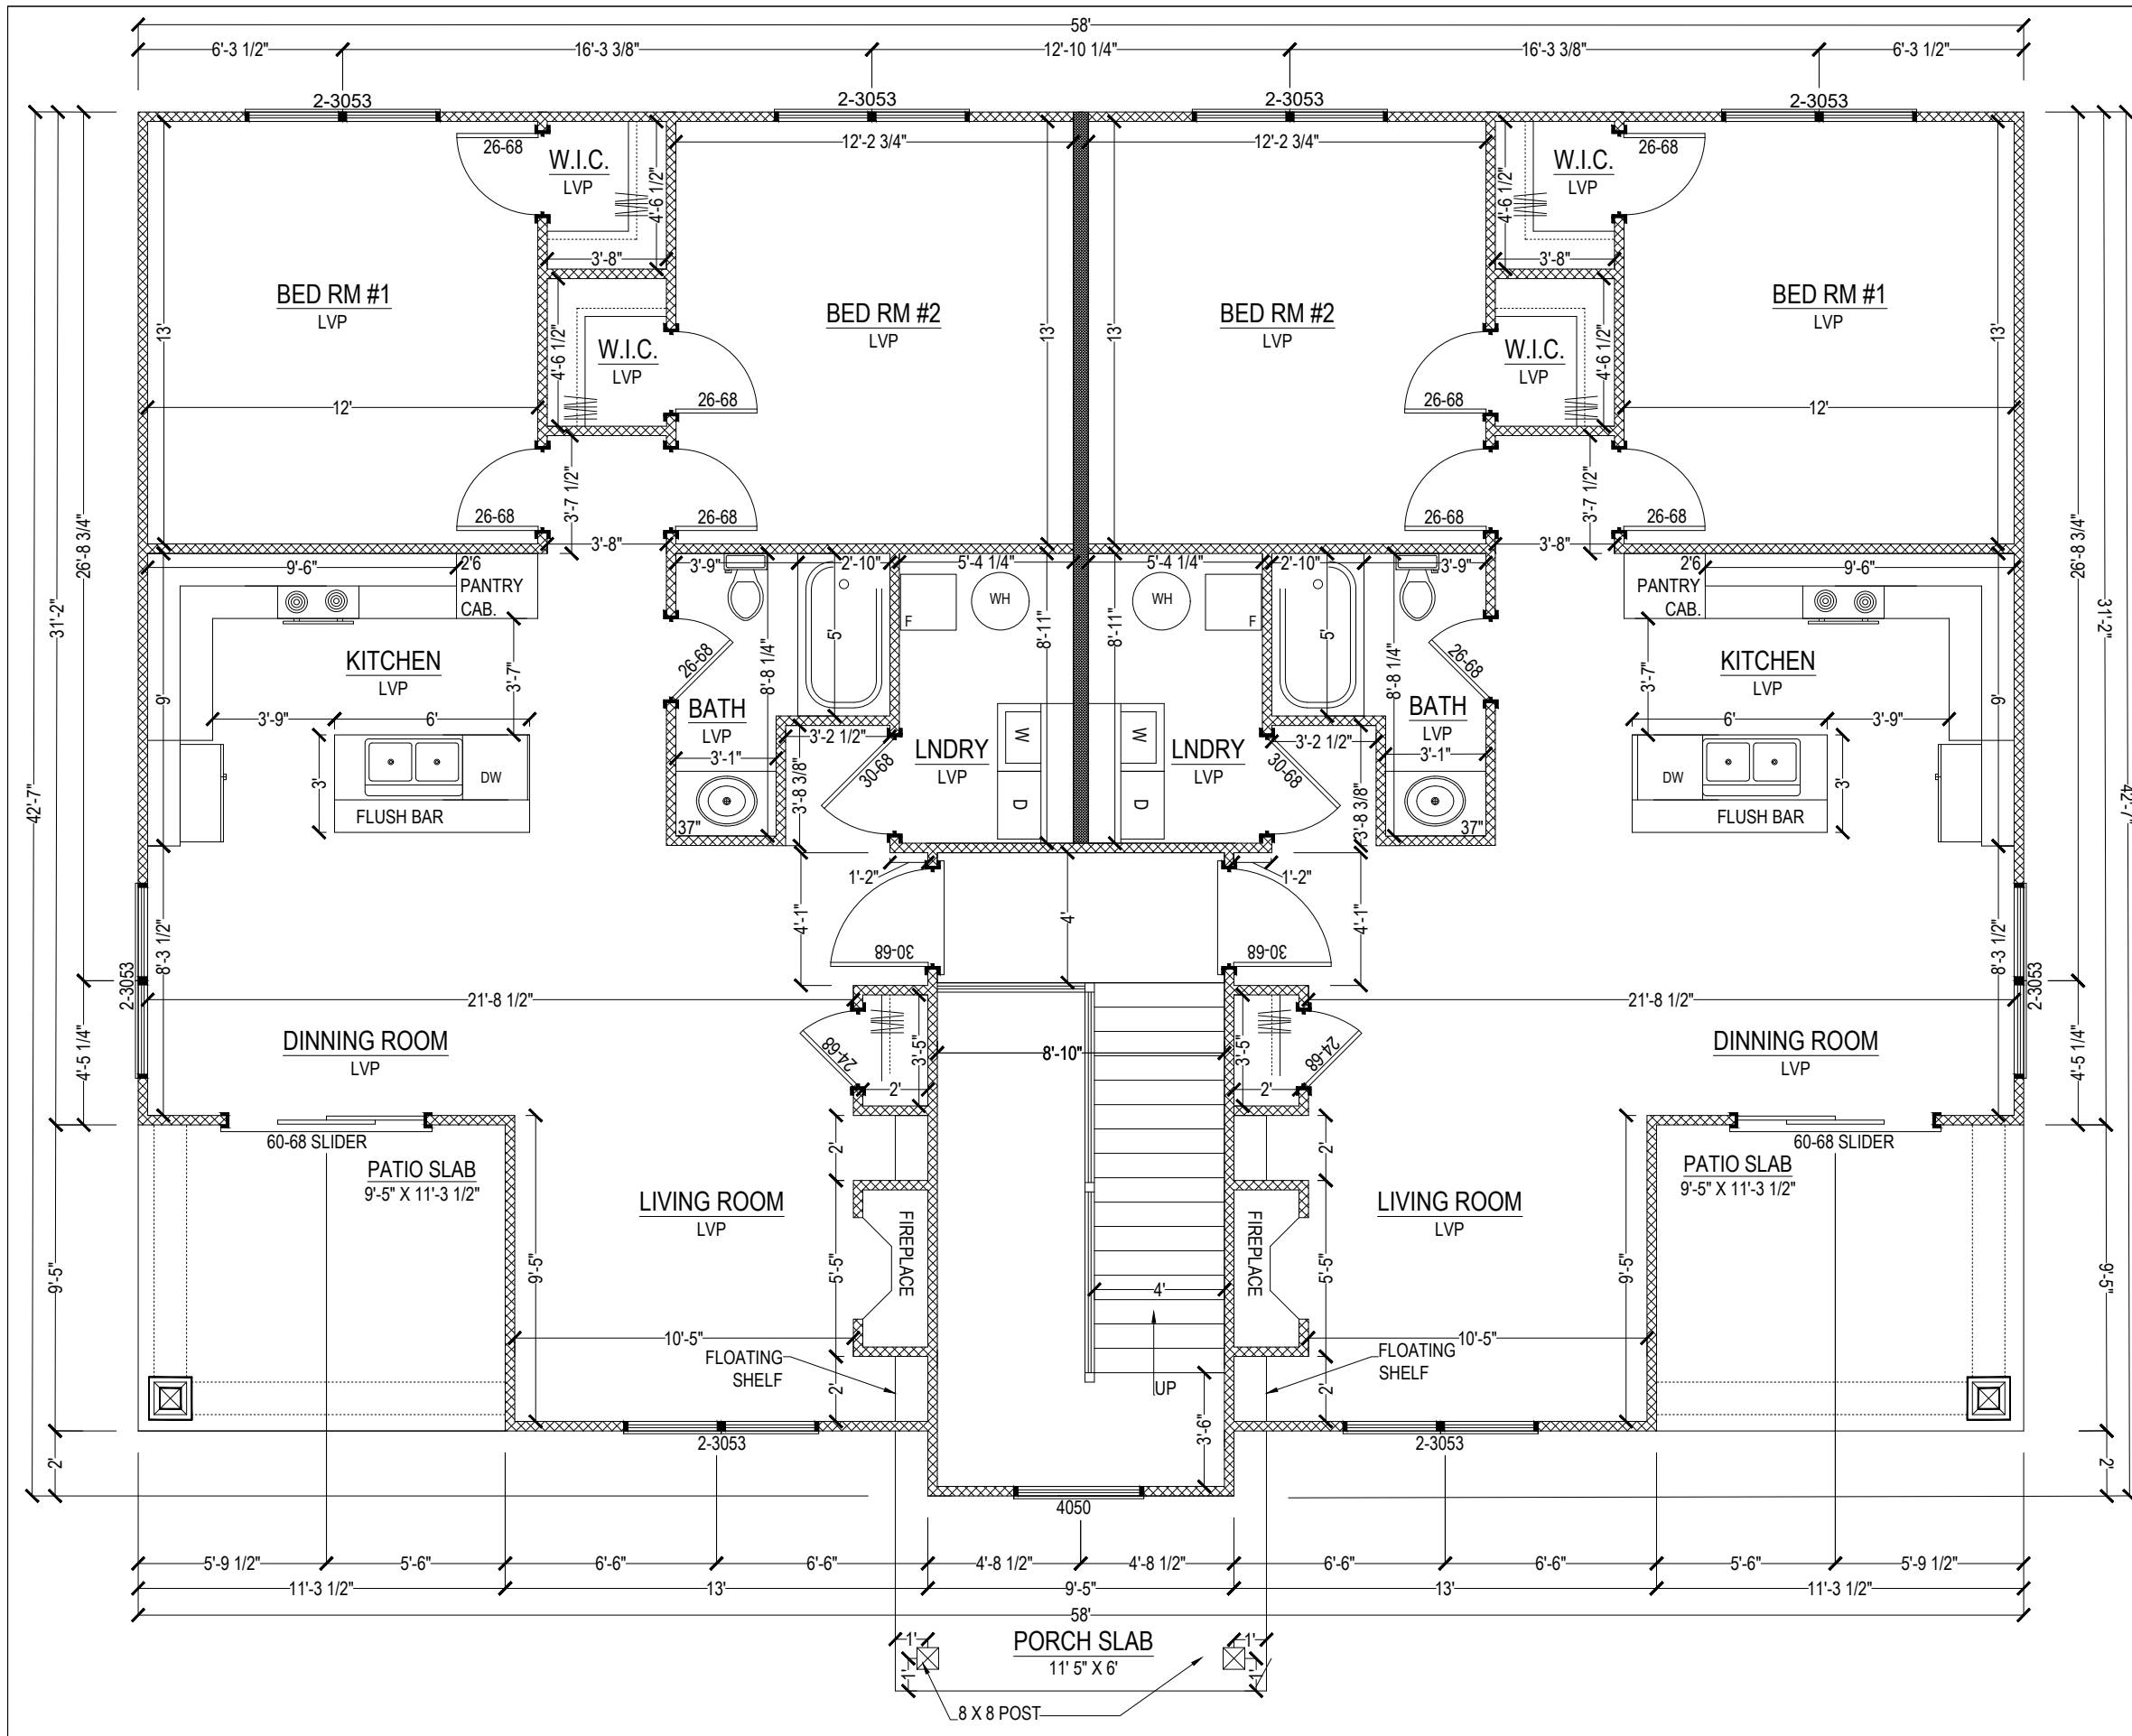 58'
6'-3 1/2" 16'-3 3/8" 12'-10 1/4" 16'-3 3/8" 6'-3 1/2"
2-3053 2-3053 2-3053 2-3053
26-68 12'-2 3/4" 12'-2 3/4" 26-68
W.I.C. W.I.C.
LVP LVP
4'-6 1/2" 4'-6 1/2"
3'-8" 3'-8"
BED RM #1 BED RM #2 BED RM #2 BED RM #1
LVP LVP LVP LVP
13' 13' 13' 13'
W.I.C. W.I.C.
LVP LVP
4'-6 1/2" 4'-6 1/2"
12' 26-68 26-68 12'
3'-7 1/2" 3'-7 1/2"
26-68 26-68 26-68 26-68
3'-8" 3'-8"
26'-8 3/4" 26'-8 3/4"
31'-2" 31'-2"
42'-7" 42'-7"
9'-6" 2'6 3'-9" 2'-10" 5'-4 1/4" 5'-4 1/4" 2'-10" 3'-9" 2'6 9'-6"
PANTRY PANTRY
CAB. CAB.
WH WH
F F
5' 5'
8'-11" 8'-11"
26-68 26-68
8'-8 1/4" 8'-8 1/4"
KITCHEN KITCHEN
LVP LVP
3'-7" 3'-7"
9' 9'
3'-9" 6' 6' 3'-9"
BATH BATH
LVP LVP
3'-2 1/2" 3'-2 1/2"
3'-1" 3'-1"
LNDRY LNDRY
LVP LVP
W W
30-68 30-68
3' DW DW 3'
D D
3'-8 3/8" 3'-8 3/8"
FLUSH BAR FLUSH BAR
37" 37"
1'-2" 1'-2"
4'-1" 4' 4'-1"
30-68 30-68
8'-3 1/2" 8'-3 1/2"
2-3053 2-3053
21'-8 1/2" 21'-8 1/2"
DINNING ROOM DINNING ROOM
LVP LVP
4'-5 1/4" 4'-5 1/4"
24-68 24-68
3'-5" 8'-10" 3'-5"
2' 2'
60-68 SLIDER 60-68 SLIDER
2' 2'
PATIO SLAB PATIO SLAB
9'-5" X 11'-3 1/2" 9'-5" X 11'-3 1/2"
LIVING ROOM LIVING ROOM
LVP LVP
FIREPLACE FIREPLACE
9'-5" 9'-5" 5'-5" 5'-5" 9'-5" 9'-5"
4'
10'-5" 10'-5"
FLOATING FLOATING
SHELF SHELF
2' UP 2'
3'-6"
2-3053 2-3053
2' 2'
4050
5'-9 1/2" 5'-6" 6'-6" 6'-6" 4'-8 1/2" 4'-8 1/2" 6'-6" 6'-6" 5'-6" 5'-9 1/2"
11'-3 1/2" 13' 9'-5" 13' 11'-3 1/2"
58'
1' PORCH SLAB 1'
11' 5" X 6'
1' 1'
8 X 8 POST